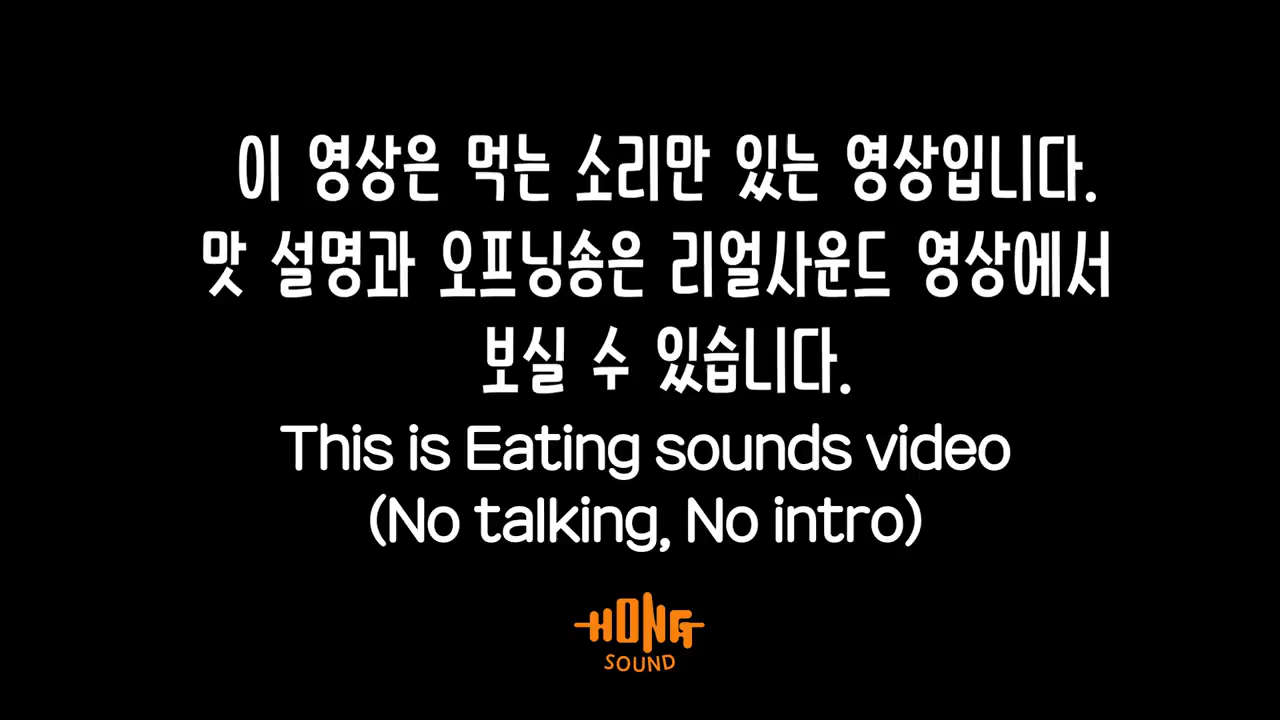 이 영상은 먹는 소리만 있는 영상입니다.
맛 설명과 오프닝송은 리얼사운드 영상에서
보실 수 있습니다.
This is Eating sounds video
(No talking, No intro)
HONG
SOUND